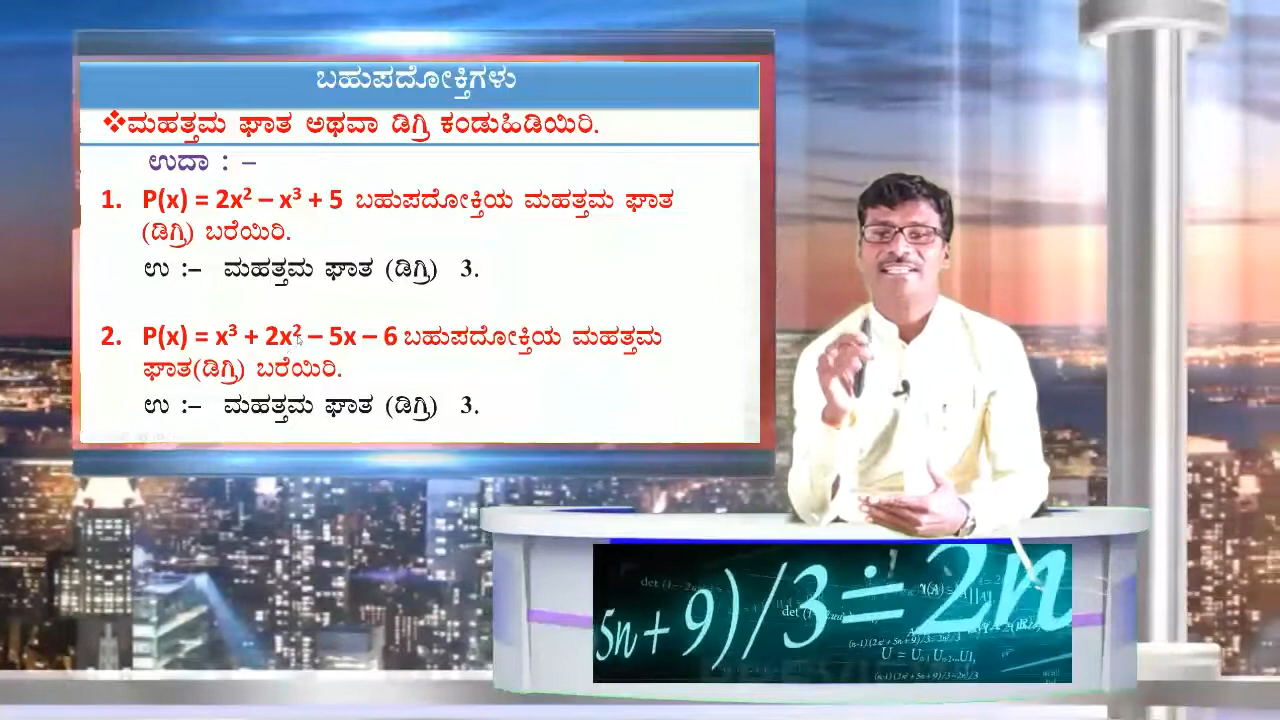 ಬಹುಪದೋಕ್ತಿಗಳು
❖ಮಹತ್ತಮ ಘಾತ ಅಥವಾ ಡಿಗ್ರಿ ಕಂಡುಹಿಡಿಯಿರಿ.
ಉದಾ : –
1. P(x) = 2x² – x³ + 5 ಬಹುಪದೋಕ್ತಿಯ ಮಹತ್ತಮ ಘಾತ
(ಡಿಗ್ರಿ) ಬರೆಯಿರಿ.
ಉ :– ಮಹತ್ತಮ ಘಾತ (ಡಿಗ್ರಿ) 3.
2. P(x) = x³ + 2x² – 5x – 6 ಬಹುಪದೋಕ್ತಿಯ ಮಹತ್ತಮ
ಘಾತ(ಡಿಗ್ರಿ) ಬರೆಯಿರಿ.
ಉ :– ಮಹತ್ತಮ ಘಾತ (ಡಿಗ್ರಿ) 3.
5n + 9)/3 ÷ 2n